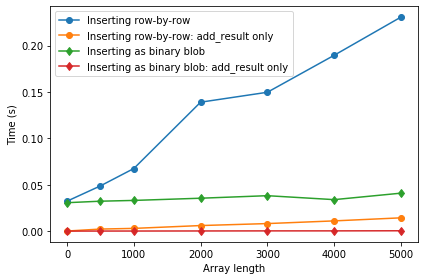 Inserting row-by-row
Inserting row-by-row: add_result only
Inserting as binary blob
Inserting as binary blob: add_result only
Time (s)
0.20
0.15
0.10
0.05
0.00
0
1000
2000
3000
4000
5000
Array length